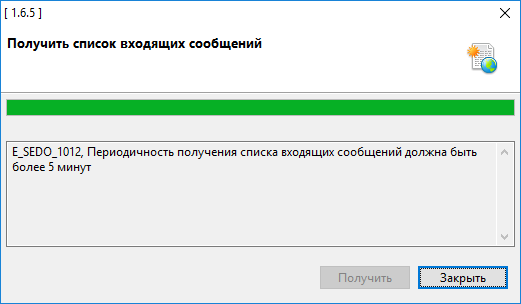 [ 1.6.5 ]
Получить список входящих сообщений
E_SEDO_1012, Периодичность получения списка входящих сообщений должна быть
более 5 минут
Получить
Закрыть